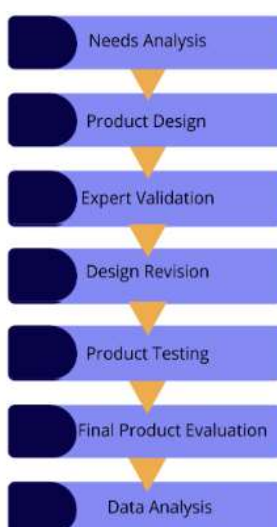 Needs Analysis
Product Design
Expert Validation
Design Revision
Product Testing
Final Product Evaluation
Data Analysis